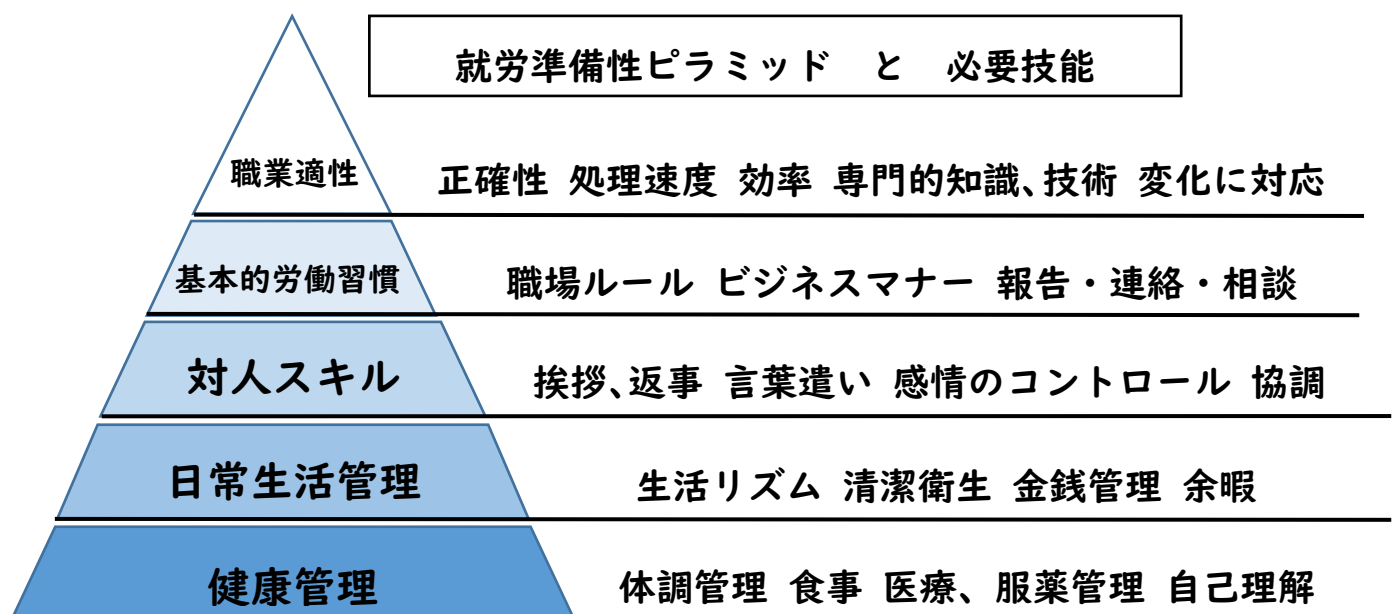 就労準備性ピラミッド　と　必要技能
職業適性
正確性 処理速度 効率 専門的知識、技術 変化に対応
基本的労働習慣
職場ルール ビジネスマナー 報告・連絡・相談
対人スキル
挨拶、返事 言葉遣い 感情のコントロール 協調
日常生活管理
生活リズム 清潔衛生 金銭管理 余暇
健康管理
体調管理 食事 医療、服薬管理 自己理解